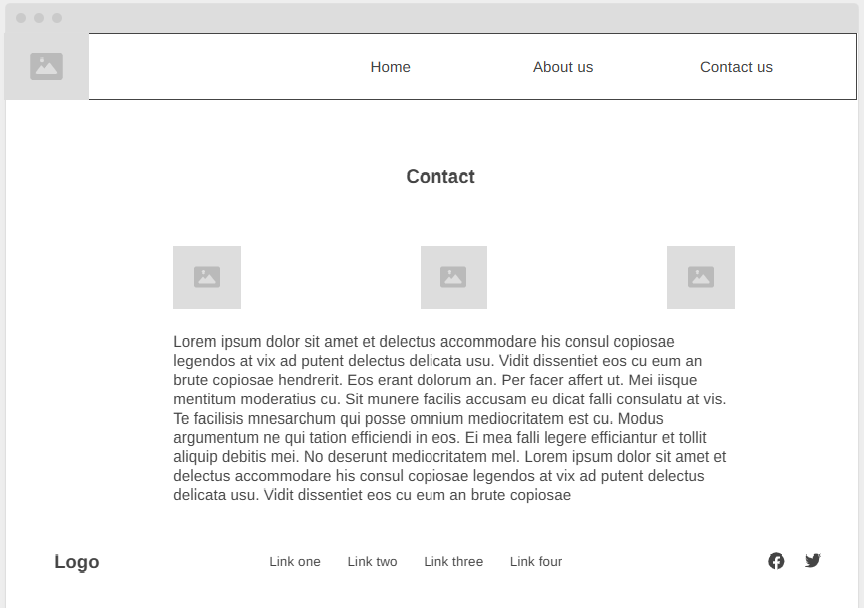 Home About us Contact us
Contact
Lorem ipsum dolor sit amet et delectus accommodare his consul copiosae
legendos at vix ad putent delectus delicata usu. Vidit dissentiet eos cu eum an
brute copiosae hendrerit. Eos erant dolorum an. Per facer affert ut. Mei iisque
mentitum moderatius cu. Sit munere facilis accusam eu dicat falli consulatu at vis.
Te facilisis mnesarchum qui posse omnium mediocritatem est cu. Modus
argumentum ne qui tation efficiendi in eos. Ei mea falli legere efficiantur et tollit
aliquip debitis mei. No deserunt mediocritatem mel. Lorem ipsum dolor sit amet et
delectus accommodare his consul copiosae legendos at vix ad putent delectus
delicata usu. Vidit dissentiet eos cu eum an brute copiosae
Logo Link one Link two Link three Link four